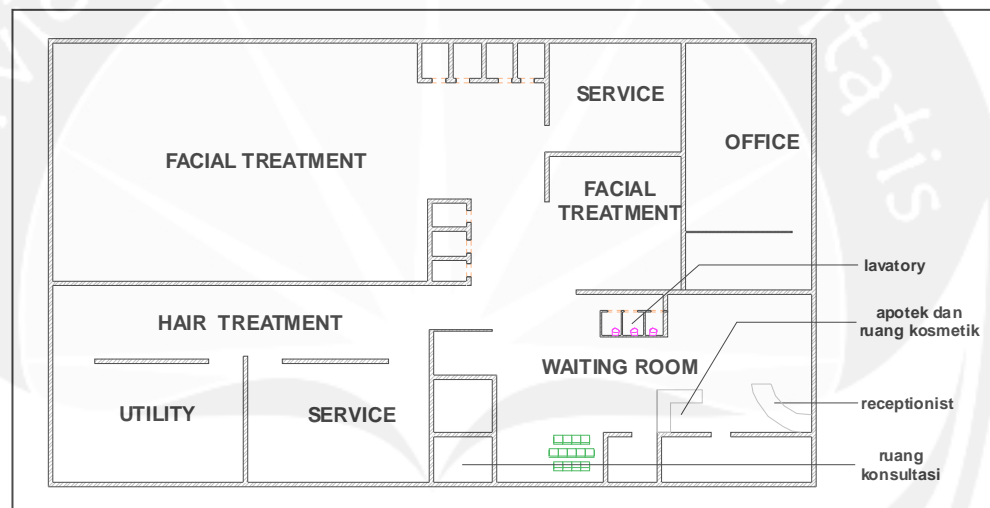 SERVICE
OFFICE
FACIAL TREATMENT
FACIAL
TREATMENT
lavatory
HAIR TREATMENT
apotek dan
ruang kosmetik
WAITING ROOM
UTILITY
SERVICE
receptionist
ruang
konsultasi